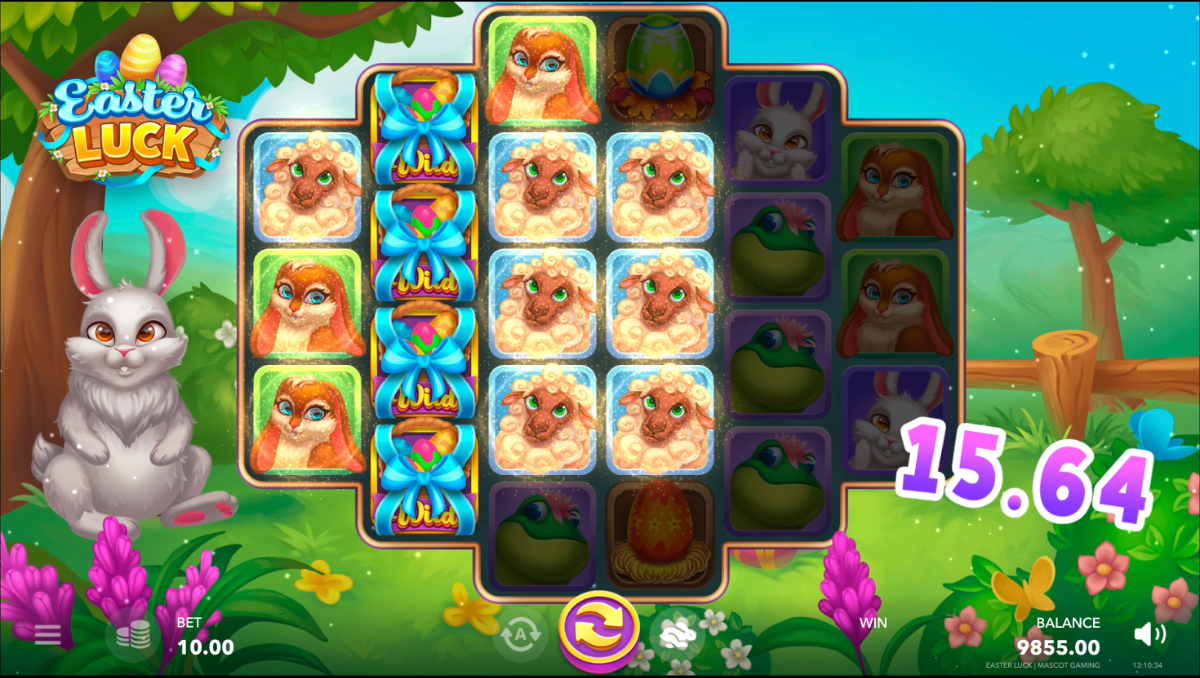 Easter
LUCK
Wild
Wild
Wild
Wild
15.64
BET
10.00
A
WIN
BALANCE
9855.00
EASTER LUCK | MASCOT GAMING
13:10:34